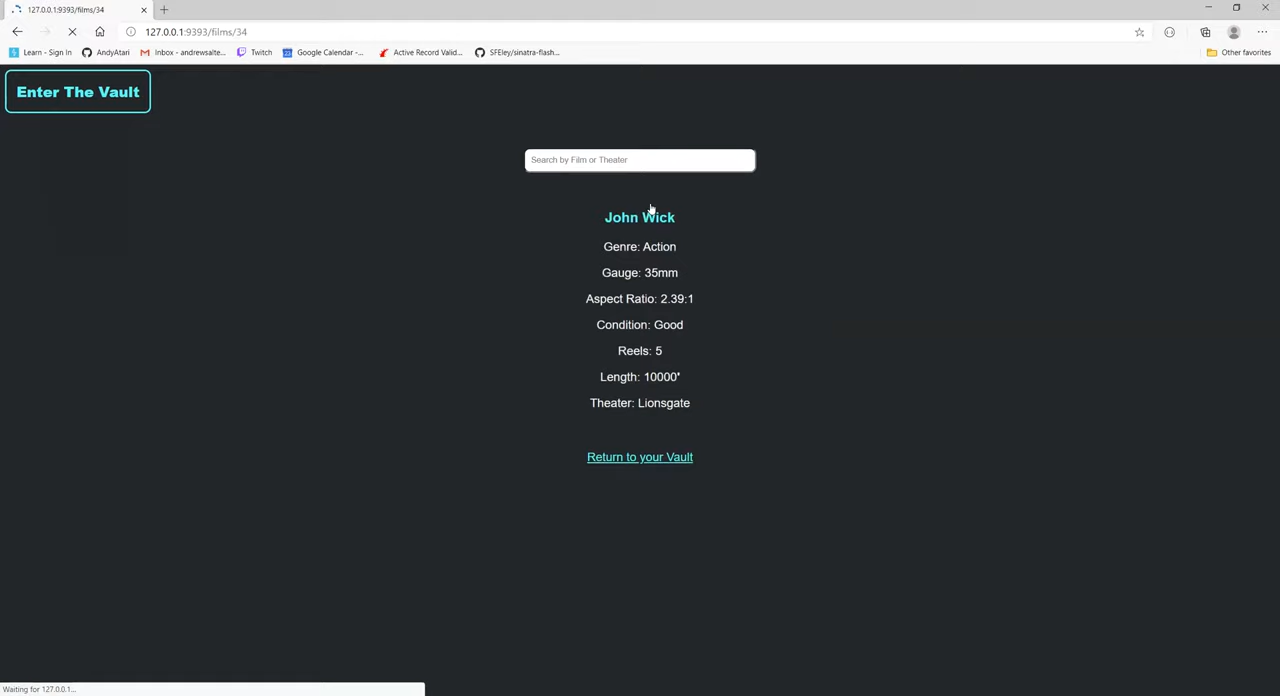 127.0.0.1:9393/films/34
127.0.0.1:9393/films/34
Learn - Sign In
AndyAtari
Inbox - andrewsalte...
Twitch
Google Calendar -...
Active Record Valid...
SFEley/sinatra-flash...
Other favorites
Enter The Vault
Search by Film or Theater
John Wick
Genre: Action
Gauge: 35mm
Aspect Ratio: 2.39:1
Condition: Good
Reels: 5
Length: 10000'
Theater: Lionsgate
Return to your Vault
Waiting for 127.0.0.1...